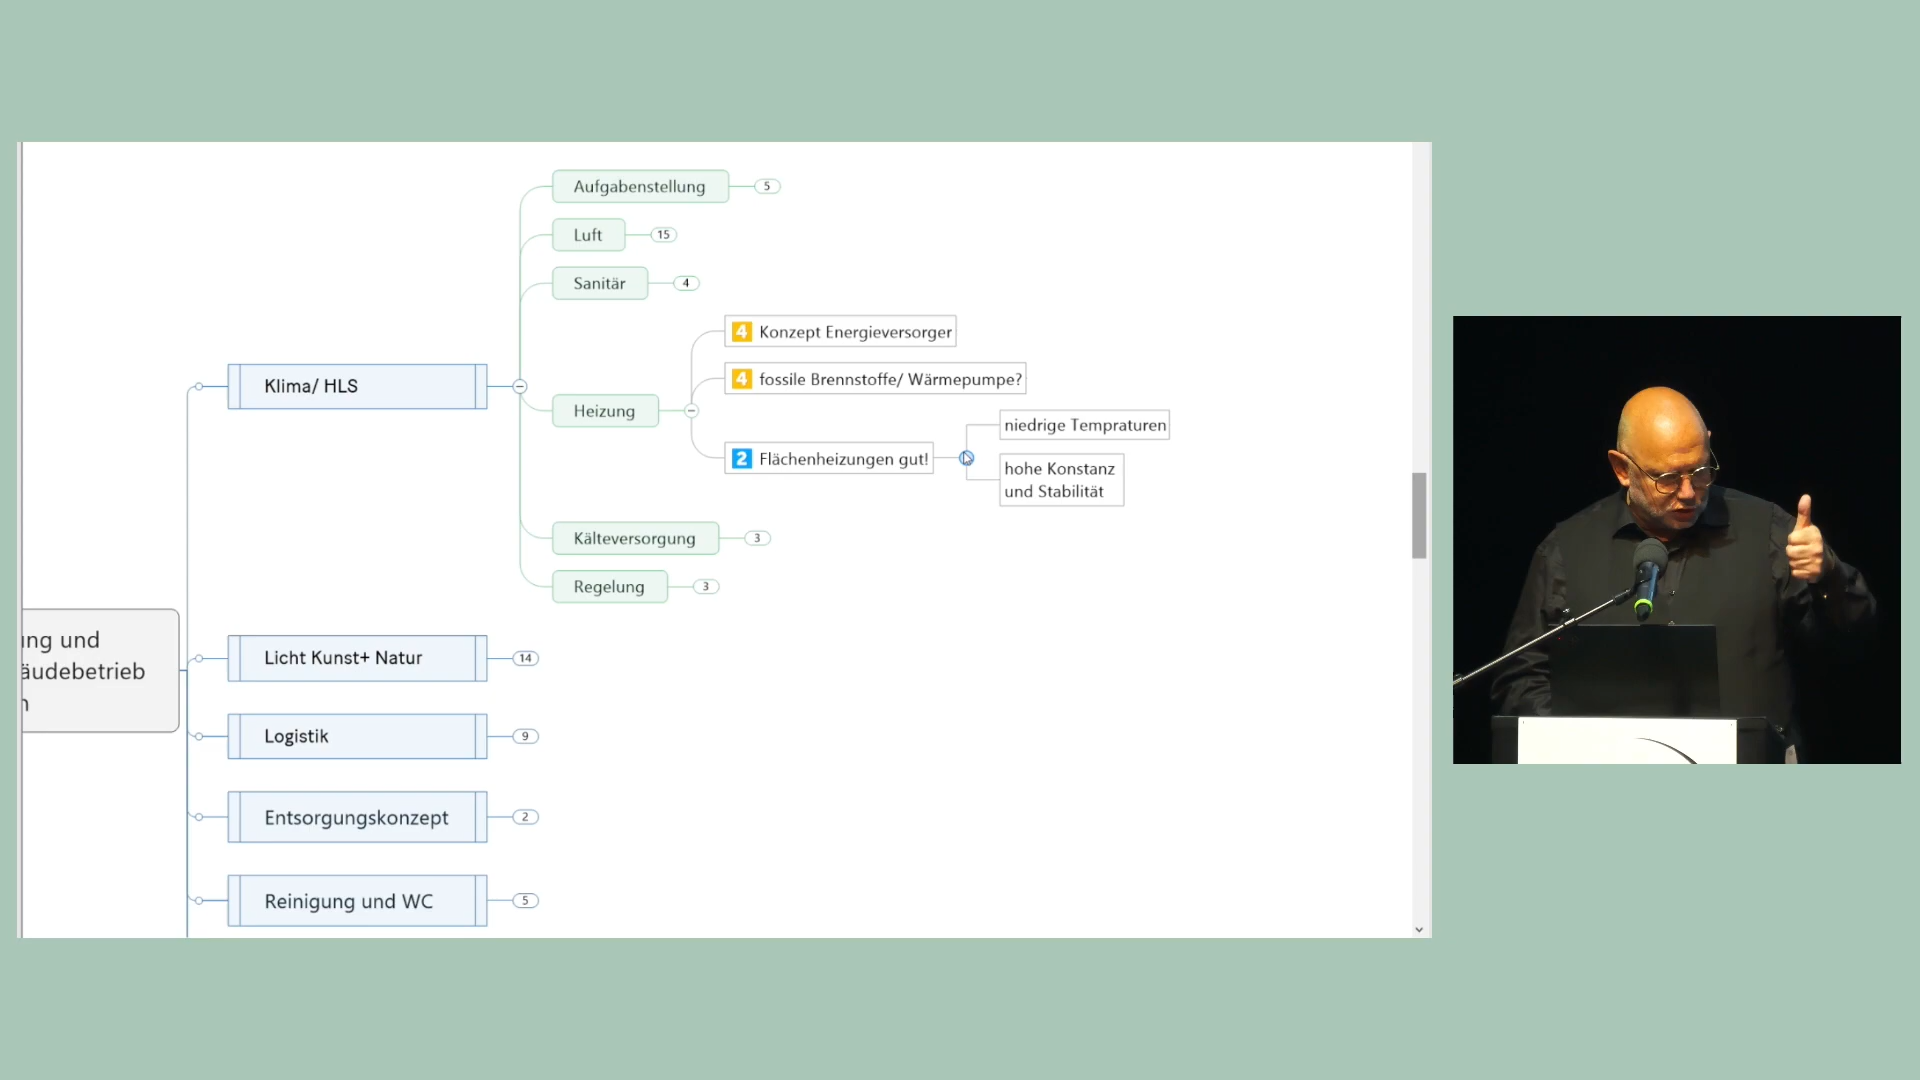 Aufgabenstellung 5
Luft 15
Sanitär 4
4 Konzept Energieversorger
4 fossile Brennstoffe/ Wärmepumpe?
Klima/ HLS
Heizung
niedrige Tempraturen
2 Flächenheizungen gut!
hohe Konstanz
und Stabilität
Kälteversorgung 3
Regelung 3
ung und
äudebetrieb
Licht Kunst+ Natur 14
Logistik 9
Entsorgungskonzept 2
Reinigung und WC 5